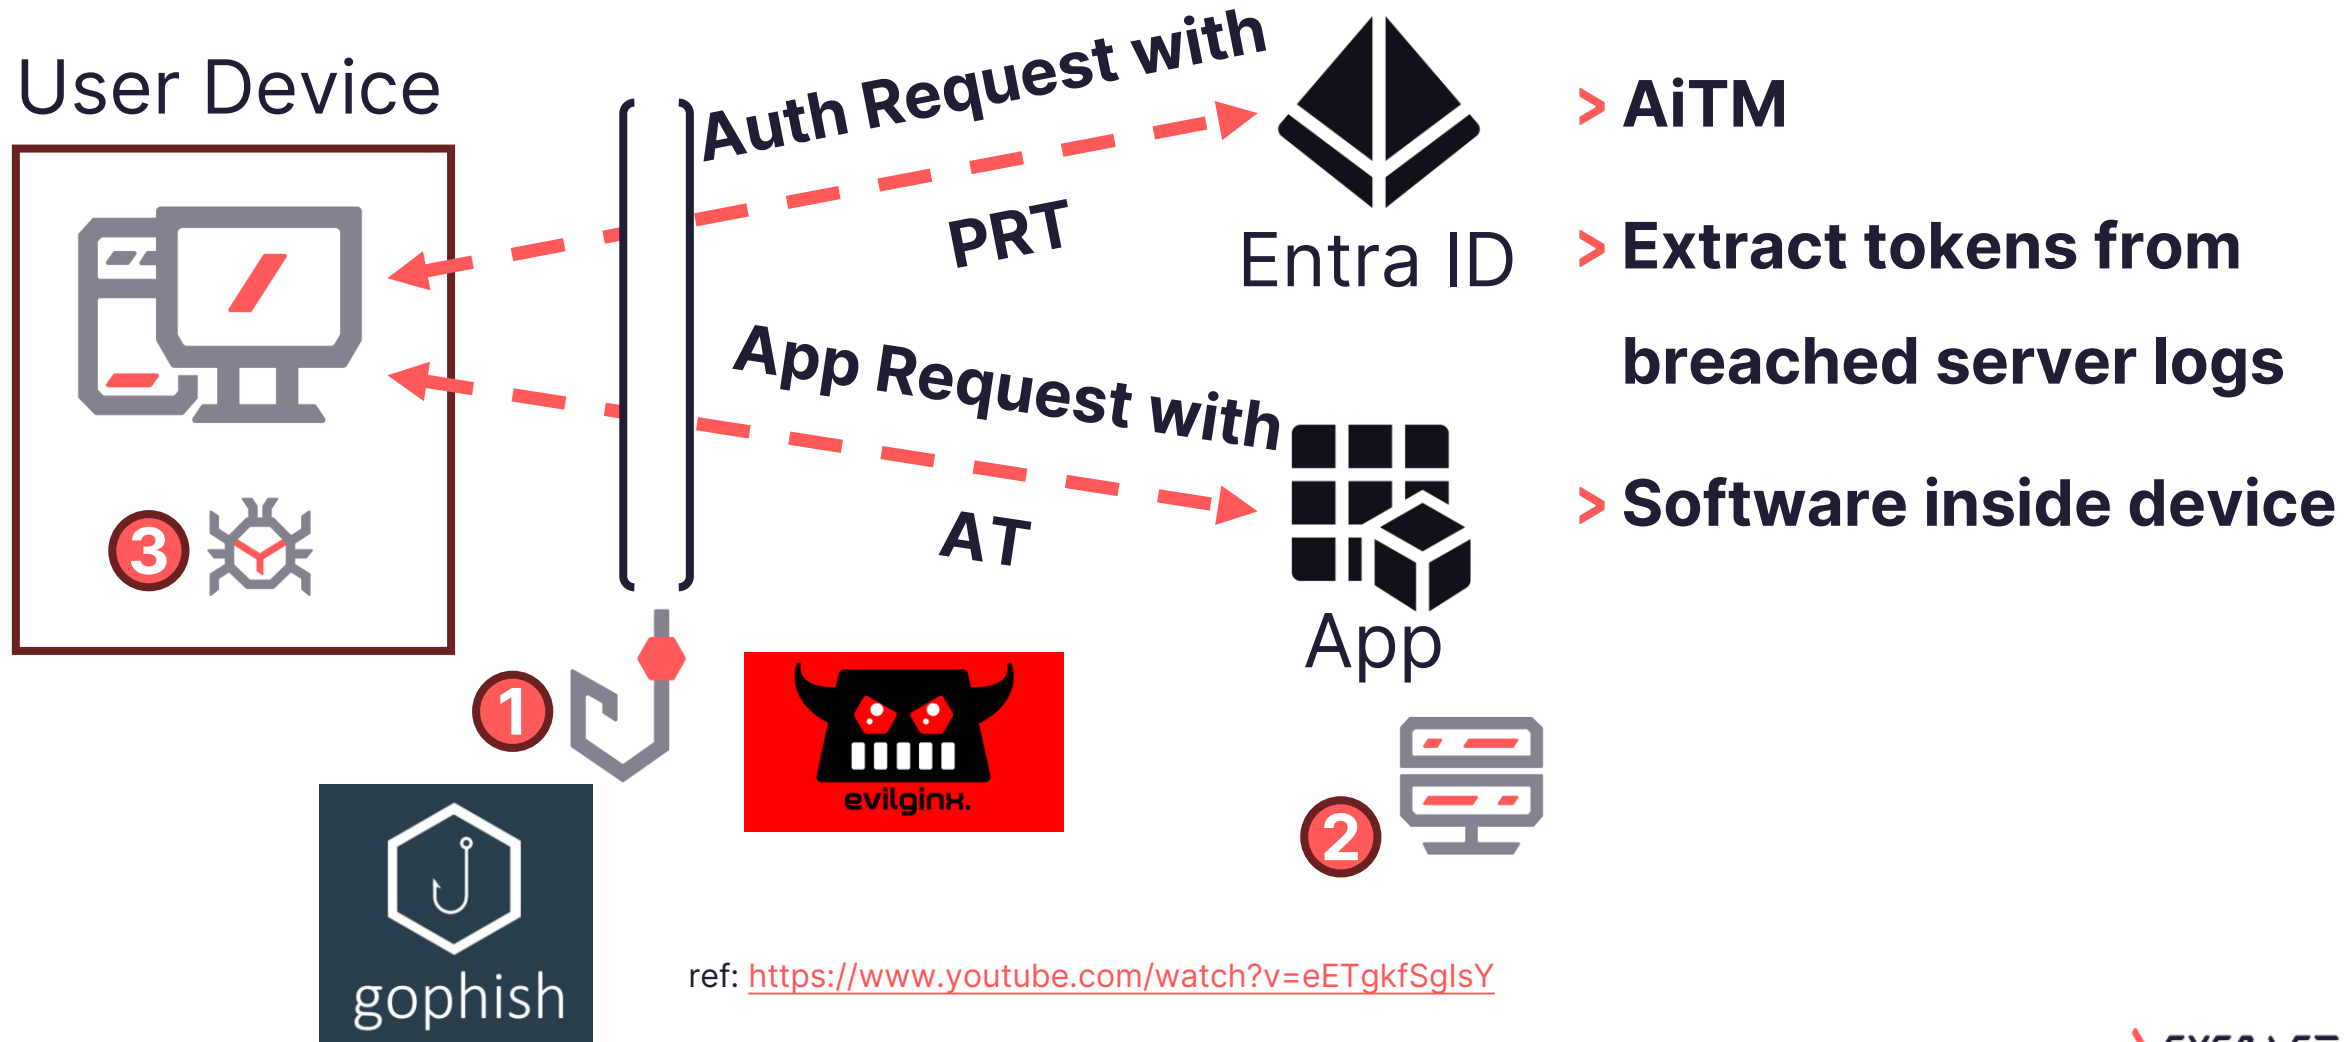 User Device
Auth Request with
PRT
Entra ID
App Request with
AT
App
> AiTM
> Extract tokens from
breached server logs
> Software inside device
3
1
2
evilginx.
gophish
ref: https://www.youtube.com/watch?v=eETgkfSglsY